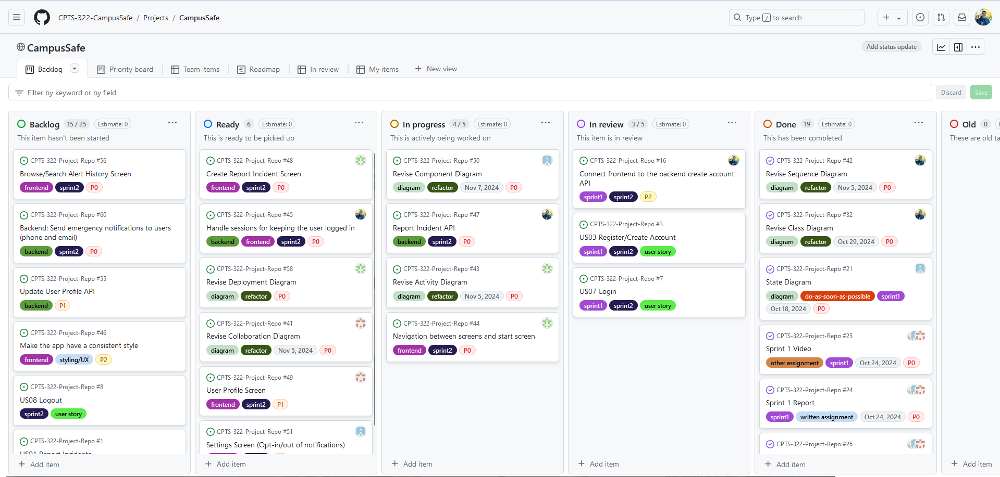 CPTS-322-CampusSafe / Projects / CampusSafe
Type / to search
CampusSafe
Add status update
Backlog
Priority board
Team items
Roadmap
In review
My items
New view
Filter by keyword or by field
Discard
Save
Backlog 15 / 25 Estimate: 0
This item hasn't been started
CPTS-322-Project-Repo #56
Browse/Search Alert History Screen
frontend sprint2 P0
CPTS-322-Project-Repo #60
Backend: Send emergency notifications to users
(phone and email)
backend sprint2 P0
CPTS-322-Project-Repo #55
Update User Profile API
backend P1
CPTS-322-Project-Repo #46
Make the app have a consistent style
frontend styling/UX P2
CPTS-322-Project-Repo #8
US08 Logout
sprint2 user story
CPTS-322-Project-Repo #1
US01 Report Incidents
Add item
Ready 6 Estimate: 0
This is ready to be picked up
CPTS-322-Project-Repo #48
Create Report Incident Screen
frontend sprint2 P0
CPTS-322-Project-Repo #45
Handle sessions for keeping the user logged in
backend frontend sprint2 P0
CPTS-322-Project-Repo #58
Revise Deployment Diagram
diagram refactor P0
CPTS-322-Project-Repo #41
Revise Collaboration Diagram
diagram refactor Nov 5, 2024 P0
CPTS-322-Project-Repo #49
User Profile Screen
frontend sprint2 P1
CPTS-322-Project-Repo #51
Settings Screen (Opt-in/out of notifications)
Add item
In progress 4 / 5 Estimate: 0
This is actively being worked on
CPTS-322-Project-Repo #50
Revise Component Diagram
diagram refactor Nov 7, 2024 P0
CPTS-322-Project-Repo #47
Report Incident API
backend sprint2 P0
CPTS-322-Project-Repo #43
Revise Activity Diagram
diagram refactor Nov 5, 2024 P0
CPTS-322-Project-Repo #44
Navigation between screens and start screen
frontend sprint2 P0
Add item
In review 3 / 5 Estimate: 0
This item is in review
CPTS-322-Project-Repo #16
Connect frontend to the backend create account
API
sprint1 sprint2 P2
CPTS-322-Project-Repo #3
US03 Register/Create Account
sprint1 sprint2 user story
CPTS-322-Project-Repo #7
US07 Login
sprint1 sprint2 user story
Add item
Done 19 Estimate: 0
This has been completed
CPTS-322-Project-Repo #42
Revise Sequence Diagram
diagram refactor Nov 5, 2024 P0
CPTS-322-Project-Repo #32
Revise Class Diagram
diagram refactor Oct 29, 2024 P0
CPTS-322-Project-Repo #21
State Diagram
diagram do-as-soon-as-possible sprint1
Oct 18, 2024 P0
CPTS-322-Project-Repo #25
Sprint 1 Video
other assignment sprint1 Oct 24, 2024 P0
CPTS-322-Project-Repo #24
Sprint 1 Report
sprint1 written assignment Oct 24, 2024 P0
CPTS-322-Project-Repo #26
Add item
Old 0
These are old ta
Add item